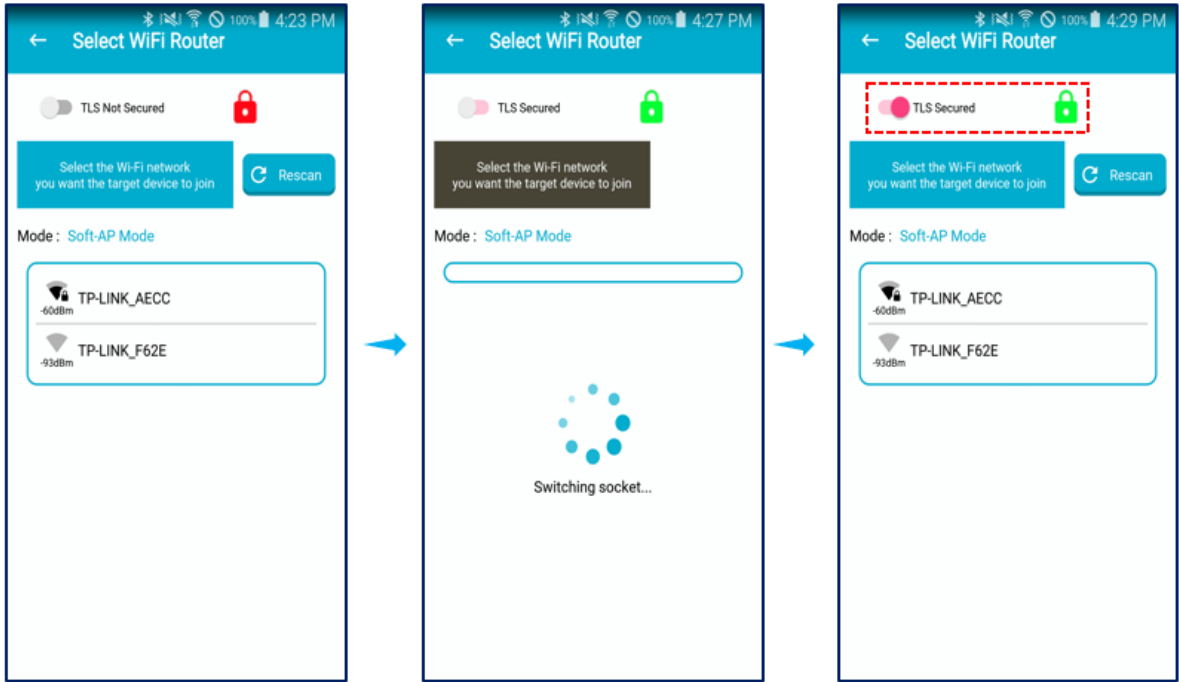 100% 4:23 PM
← Select WiFi Router
TLS Not Secured
Select the Wi-Fi network
you want the target device to join
Rescan
Mode : Soft-AP Mode
TP-LINK_AECC
-60dBm
TP-LINK_F62E
-93dBm
100% 4:27 PM
← Select WiFi Router
TLS Secured
Select the Wi-Fi network
you want the target device to join
Mode : Soft-AP Mode
Switching socket...
100% 4:29 PM
← Select WiFi Router
TLS Secured
Select the Wi-Fi network
you want the target device to join
Rescan
Mode : Soft-AP Mode
TP-LINK_AECC
-60dBm
TP-LINK_F62E
-93dBm